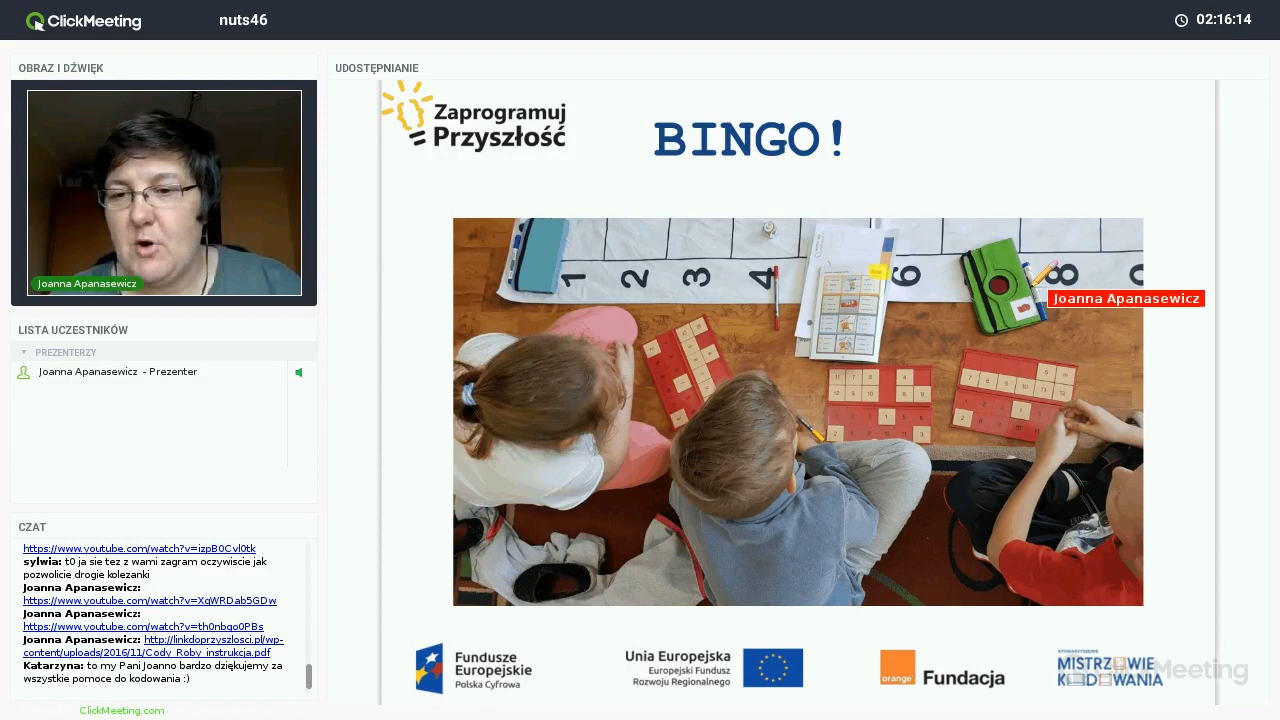 ClickMeeting
nuts46
02:16:14
OBRAZ I DŹWIĘK
UDOSTĘPNIANIE
Joanna Apanasewicz
LISTA UCZESTNIKÓW
PREZENTERZY
Joanna Apanasewicz - Prezenter
CZAT
https://www.youtube.com/watch?v=izpB0CvI0tk
sylwia: t0 ja sie tez z wami zagram oczywiscie jak
pozwolicie drogie kolezanki
Joanna Apanasewicz:
https://www.youtube.com/watch?v=XqWRDab5GDw
Joanna Apanasewicz:
https://www.youtube.com/watch?v=th0nbgo0PBs
Joanna Apanasewicz: http://linkdoprzyszlosci.pl/wp-
content/uploads/2016/11/Cody_Roby_instrukcja.pdf
Katarzyna: to my Pani Joanno bardzo dziękujemy za
wszystkie pomoce do kodowania :)
ClickMeeting.com
Zaprogramuj
Przyszłość
BINGO!
1 2 3 4 6 8
Joanna Apanasewicz
Fundusze
Europejskie
Polska Cyfrowa
Unia Europejska
Europejski Fundusz
Rozwoju Regionalnego
orange
Fundacja
STOWARZYSZENIE
MISTRZOWIE
KODOWANIA
ClickMeeting